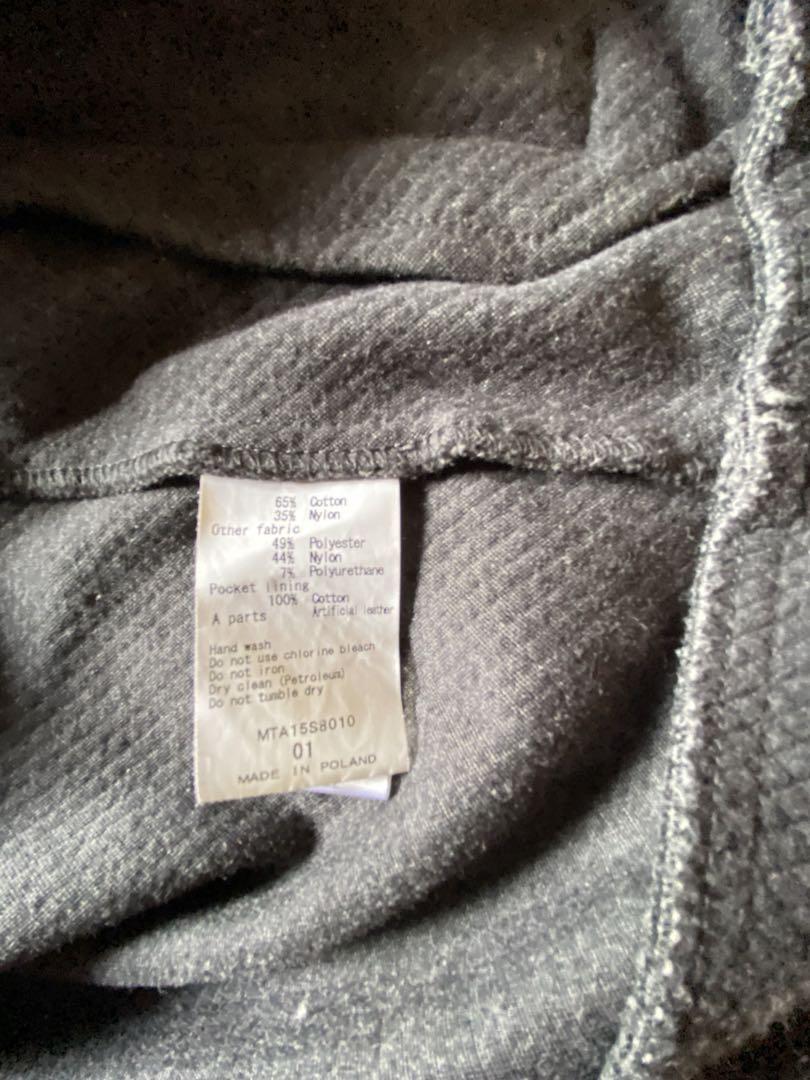 65% Cotton
35% Nylon
Other fabric
49% Polyester
44% Nylon
7% Polyurethane
Pocket lining
100% Cotton
A parts Artificial leather
Hand wash
Do not use chlorine bleach
Do not iron
Dry clean (Petroleum)
Do not tumble dry
MTA15S8010
01
MADE IN POLAND